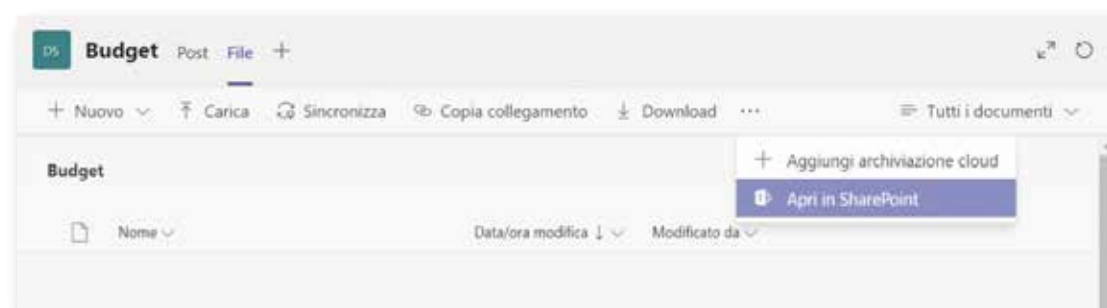 DS Budget Post File +
+ Nuovo Carica Sincronizza Copia collegamento Download ... Tutti i documenti
+ Aggiungi archiviazione cloud
Budget
Apri in SharePoint
Nome Data/ora modifica ↓ Modificato da